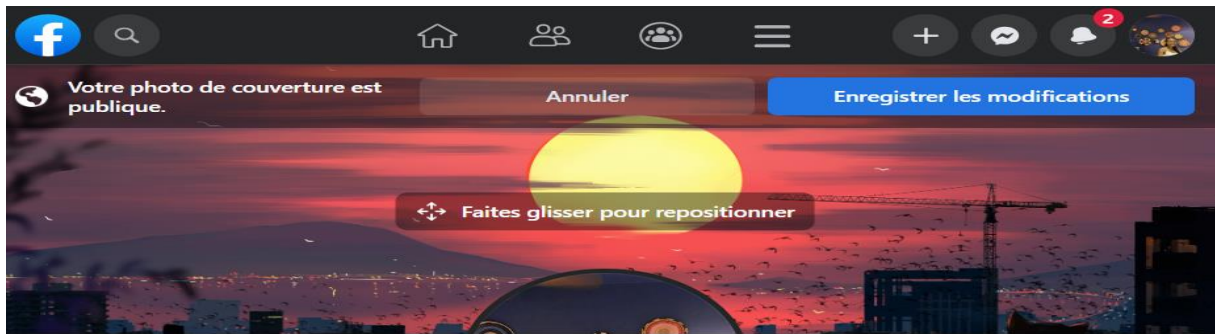 2
Votre photo de couverture est
publique.
Annuler
Enregistrer les modifications
Faites glisser pour repositionner